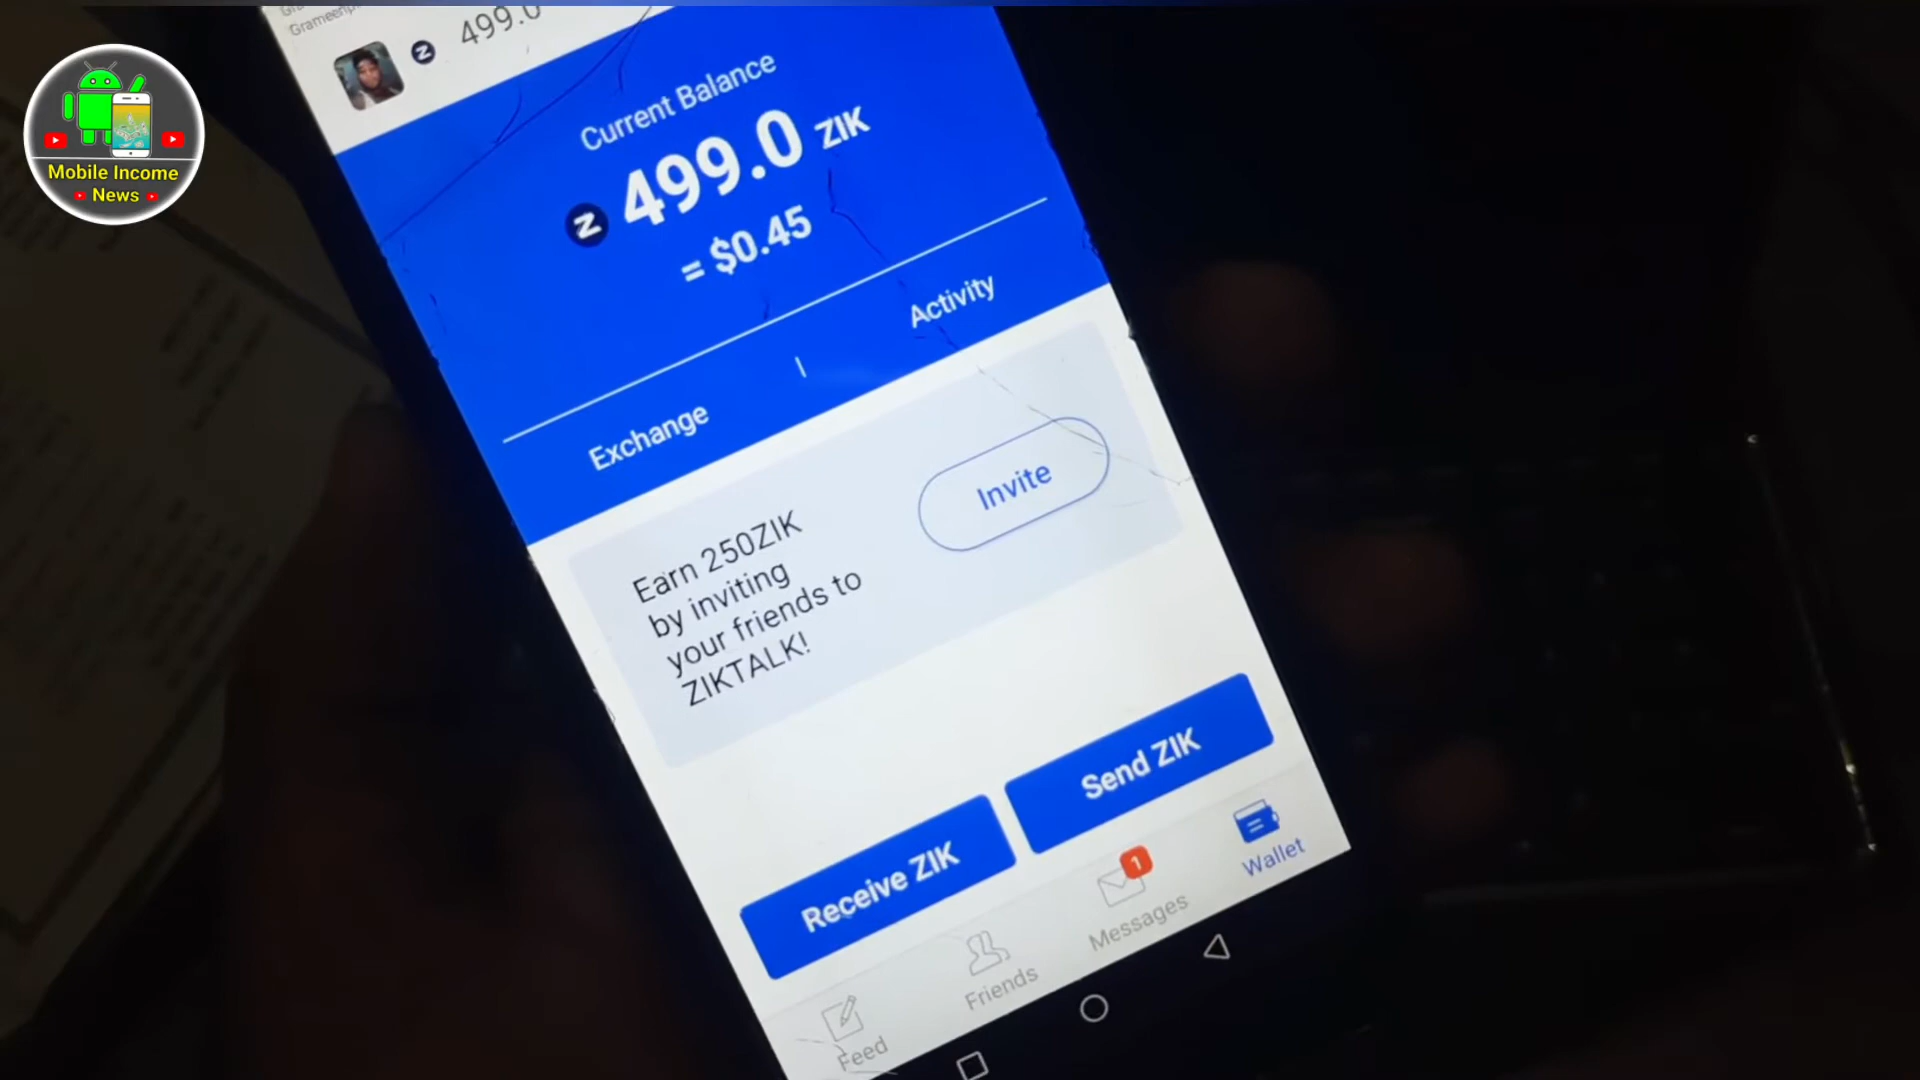 499.0
Current Balance
499.0 ZIK
= $0.45
Exchange
Activity
Earn 250ZIK
by inviting
your friends to
ZIKTALK!
Invite
Receive ZIK
Send ZIK
Feed
Friends
Messages
1
Wallet
Mobile Income
News